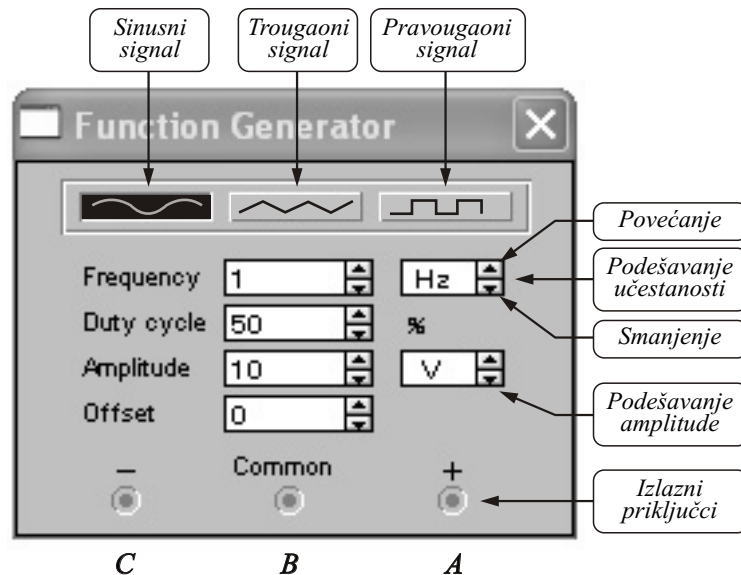 Sinusni
signal
Trougaoni
signal
Pravougaoni
signal
Function Generator
Povećanje
Frequency 1 Hz
Podešavanje
učestanosti
Duty cycle 50 %
Smanjenje
Amplitude 10 V
Offset 0
Podešavanje
amplitude
− Common +
Izlazni
priključci
C B A